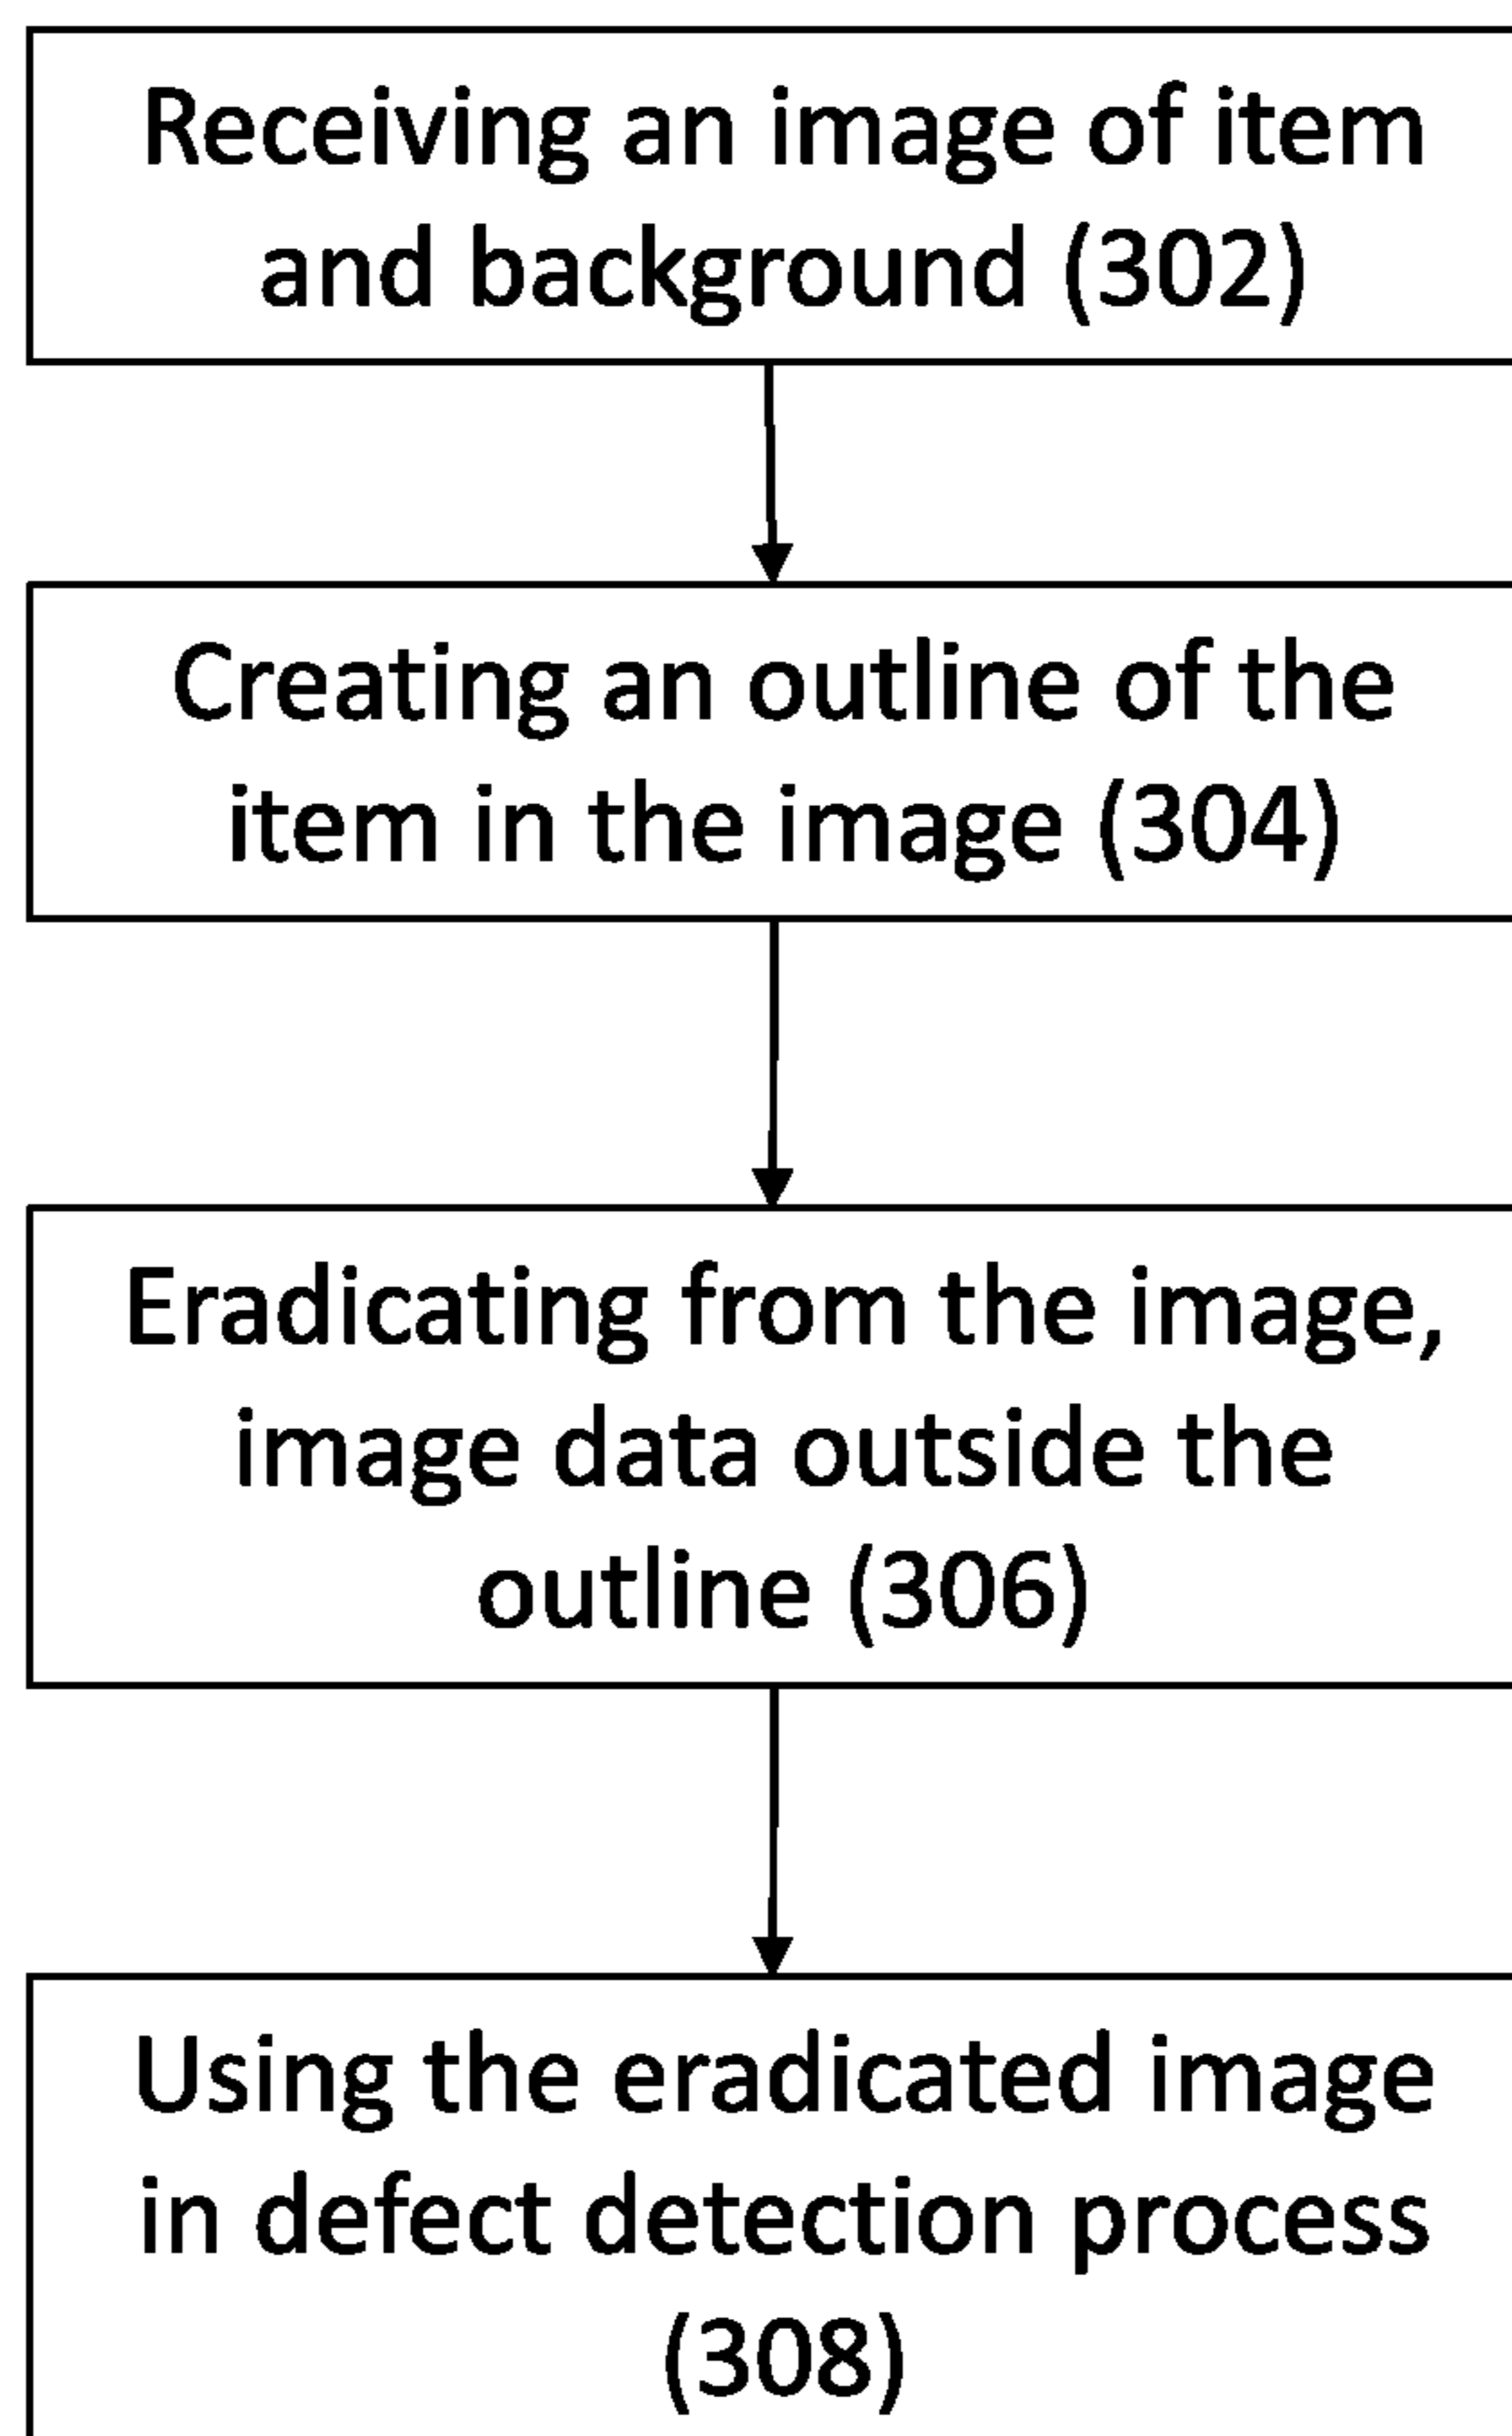 Receiving an image of item
and background (302)
Creating an outline of the
item in the image (304)
Eradicating from the image,
image data outside the
outline (306)
Using the eradicated image
in defect detection process
(308)